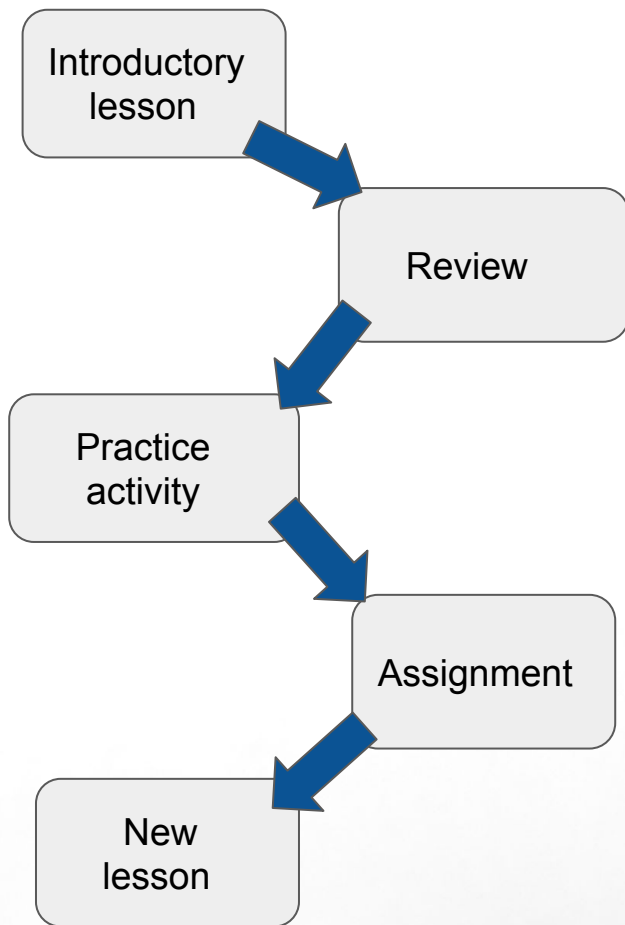 Introductory
lesson
Review
Practice
activity
Assignment
New
lesson